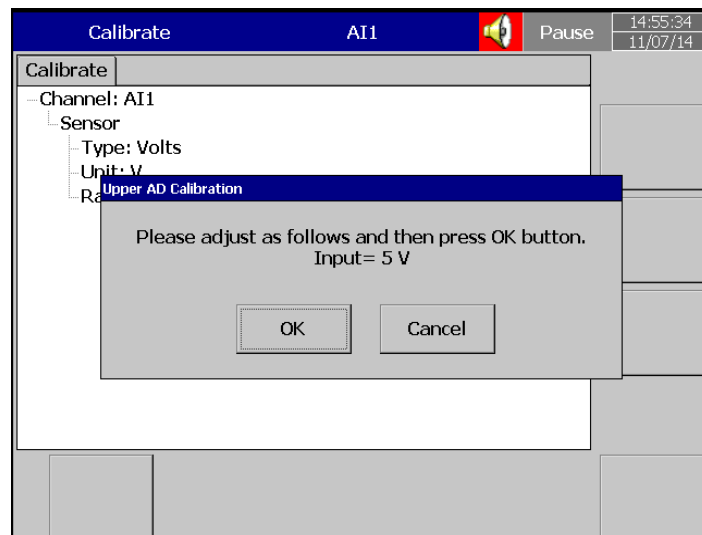 Calibrate AI1 Pause 14:55:34
11/07/14
Calibrate
Channel: AI1
Sensor
Type: Volts
Unit: V
Ra
Upper AD Calibration
Please adjust as follows and then press OK button.
Input= 5 V
OK Cancel